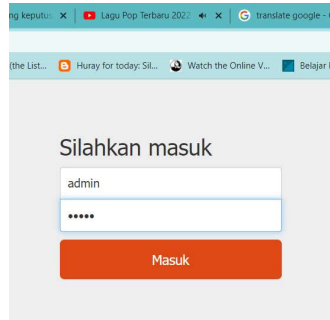 ng keputus
Lagu Pop Terbaru 2022
translate google -
(the List...
Huray for today: Sil...
Watch the Online V...
Belajar
Silahkan masuk
admin
•••••
Masuk